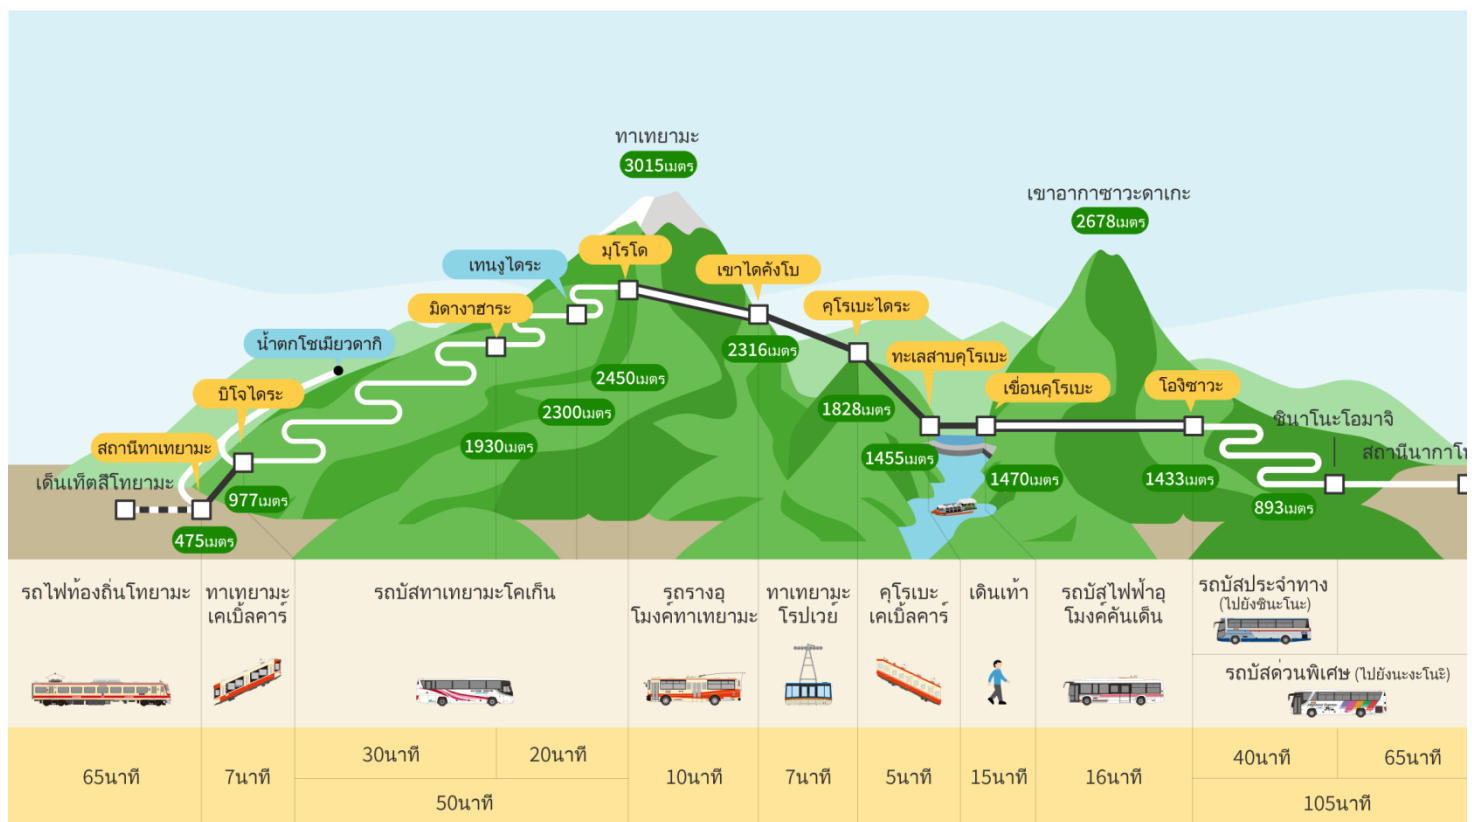 ทาเทยามะ
3015เมตร
เขาอากาซาวะดาเกะ
2678เมตร
มุโรโด
เทนงูไดระ
เขาไดคังโบ
มิดางาฮาระ
คุโรเบะไดระ
น้ำตกโชเมียวดากิ
2316เมตร
ทะเลสาบคุโรเบะ
2450เมตร
บิโจไดระ
เขื่อนคุโรเบะ
โองิซาวะ
2300เมตร
1828เมตร
ชินาโนะโอมาจิ
สถานีทาเทยามะ
1930เมตร
สถานีนากาโน
1455เมตร
เด็นเท็ตสึโทยามะ
1470เมตร
1433เมตร
977เมตร
893เมตร
475เมตร
รถไฟท้องถิ่นโทยามะ
ทาเทยามะ
เคเบิ้ลคาร์
รถบัสทาเทยามะโคเก็น
รถรางอุ
โมงค์ทาเทยามะ
ทาเทยามะ
โรปเวย์
คุโรเบะ
เคเบิ้ลคาร์
เดินเท้า
รถบัสไฟฟ้าอุ
โมงค์คันเด็น
รถบัสประจำทาง
(ไปยังชินะโนะ)
รถบัสด่วนพิเศษ (ไปยังนะงะโนะ)
65นาที
7นาที
30นาที
20นาที
50นาที
10นาที
7นาที
5นาที
15นาที
16นาที
40นาที
65นาที
105นาที